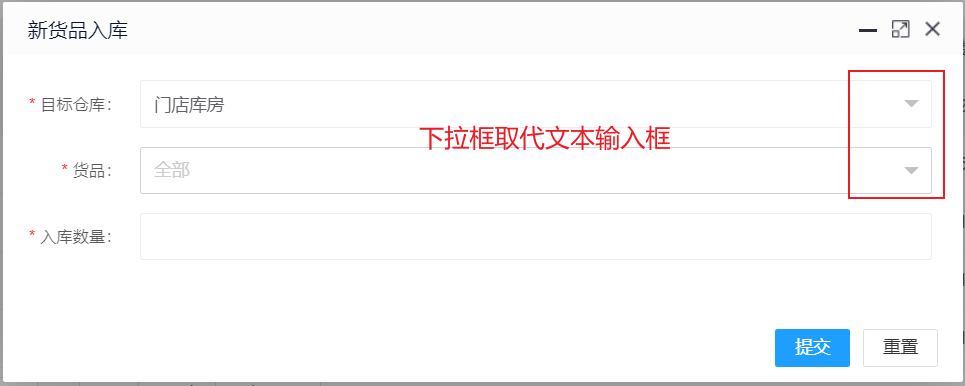 新货品入库
* 目标仓库:
门店库房
下拉框取代文本输入框
* 货品:
全部
* 入库数量:
提交
重置